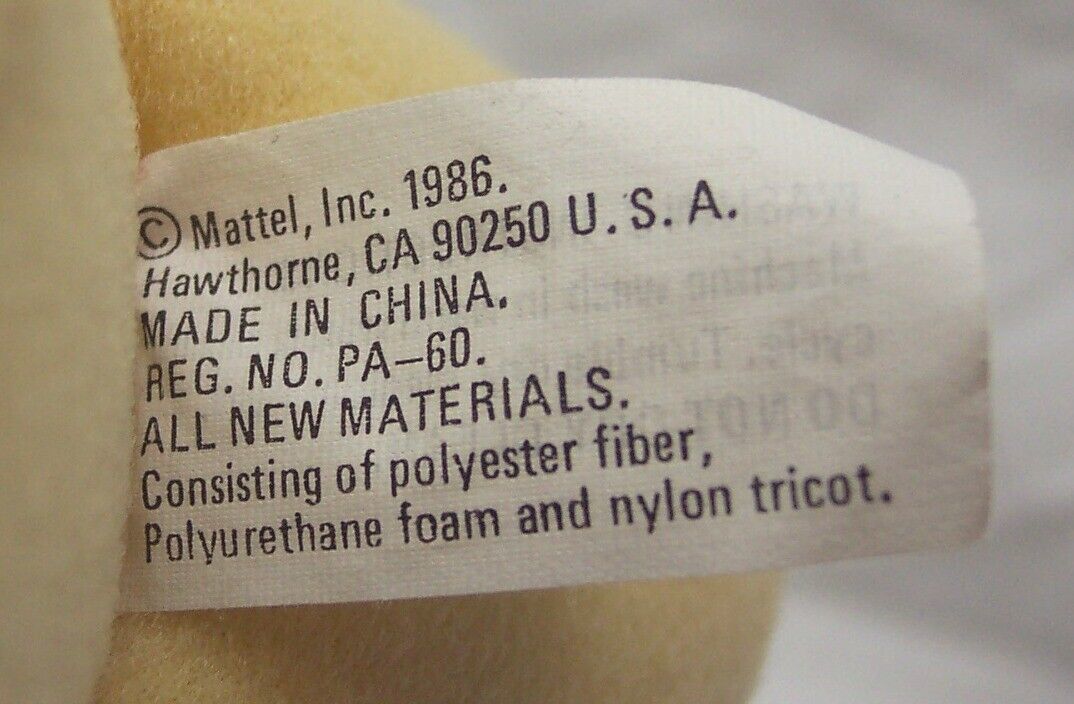 © Mattel, Inc. 1986.
Hawthorne, CA 90250 U. S. A.
MADE IN CHINA.
REG. NO. PA-60.
ALL NEW MATERIALS.
Consisting of polyester fiber,
Polyurethane foam and nylon tricot.